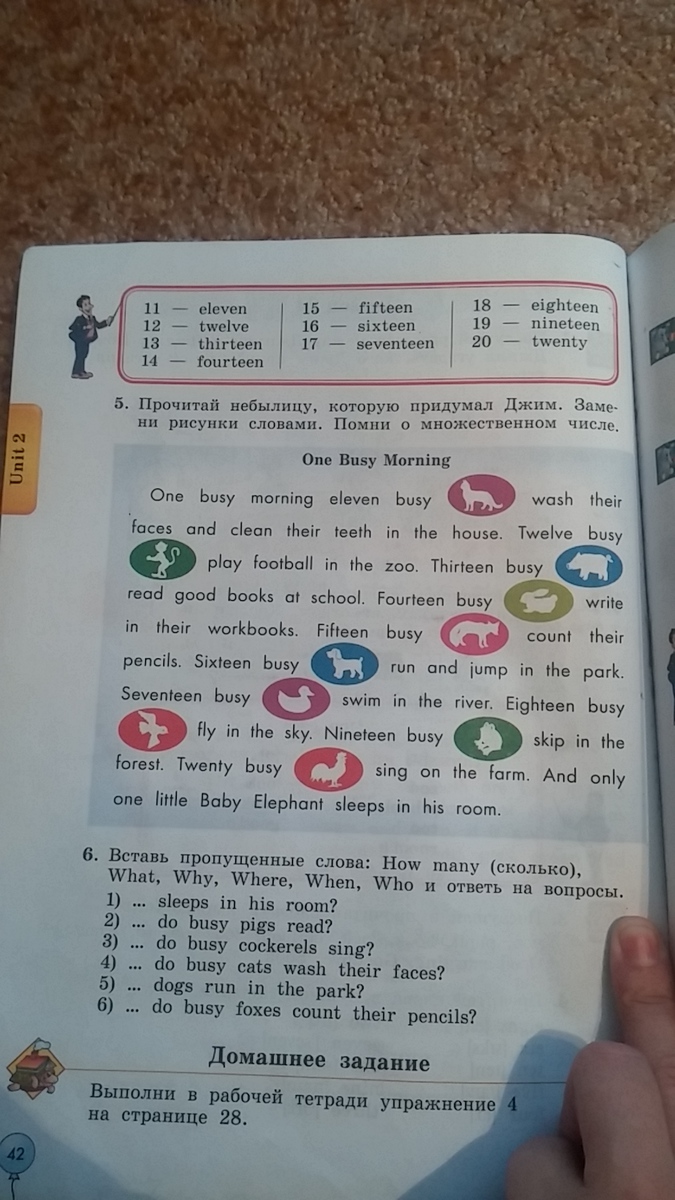 11 — eleven
12 — twelve
13 — thirteen
14 — fourteen
15 — fifteen
16 — sixteen
17 — seventeen
18 — eighteen
19 — nineteen
20 — twenty
Unit 2
5. Прочитай небылицу, которую придумал Джим. Заме-
ни рисунки словами. Помни о множественном числе.
One Busy Morning
One busy morning eleven busy wash their
faces and clean their teeth in the house. Twelve busy
play football in the zoo. Thirteen busy
read good books at school. Fourteen busy write
in their workbooks. Fifteen busy count their
pencils. Sixteen busy run and jump in the park.
Seventeen busy swim in the river. Eighteen busy
fly in the sky. Nineteen busy skip in the
forest. Twenty busy sing on the farm. And only
one little Baby Elephant sleeps in his room.
6. Вставь пропущенные слова: How many (сколько),
What, Why, Where, When, Who и ответь на вопросы.
1) ... sleeps in his room?
2) ... do busy pigs read?
3) ... do busy cockerels sing?
4) ... do busy cats wash their faces?
5) ... dogs run in the park?
6) ... do busy foxes count their pencils?
Домашнее задание
Выполни в рабочей тетради упражнение 4
на странице 28.
42